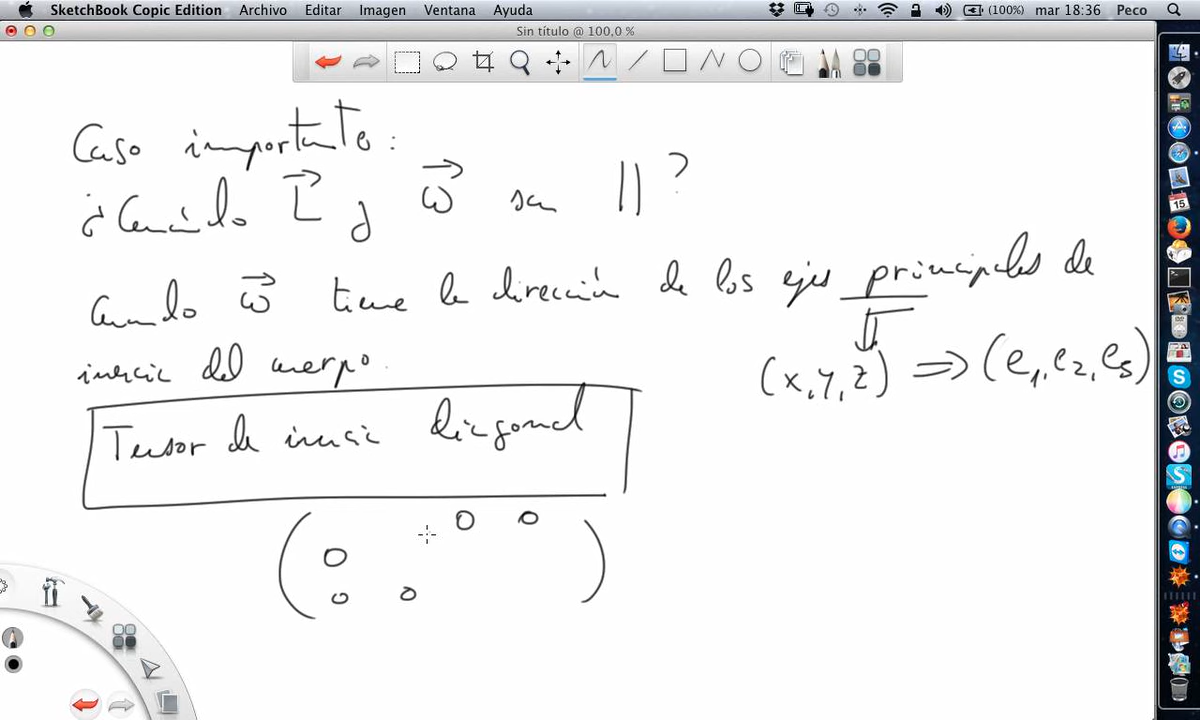 SketchBook Copic Edition Archivo Editar Imagen Ventana Ayuda (100%) mar 18:36 Peco
Sin título @ 100,0 %
15
Caso importante:
¿Cuándo L y ω son || ?
Cuando ω tiene la dirección de los ejes principales de
inercia del cuerpo.
(x,y,z) ⇒ (e1,e2,e3)
Tensor de inercia diagonal
0 0
0
0 0